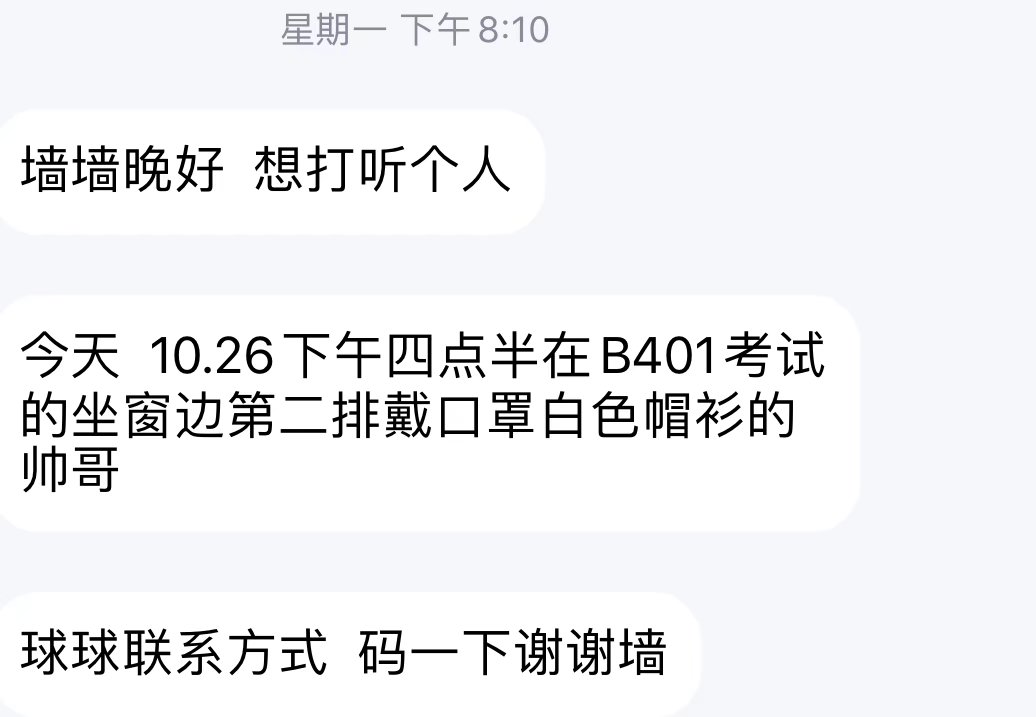 星期一 下午8:10
墙墙晚好 想打听个人
今天 10.26下午四点半在B401考试
的坐窗边第二排戴口罩白色帽衫的
帅哥
球球联系方式 码一下谢谢墙